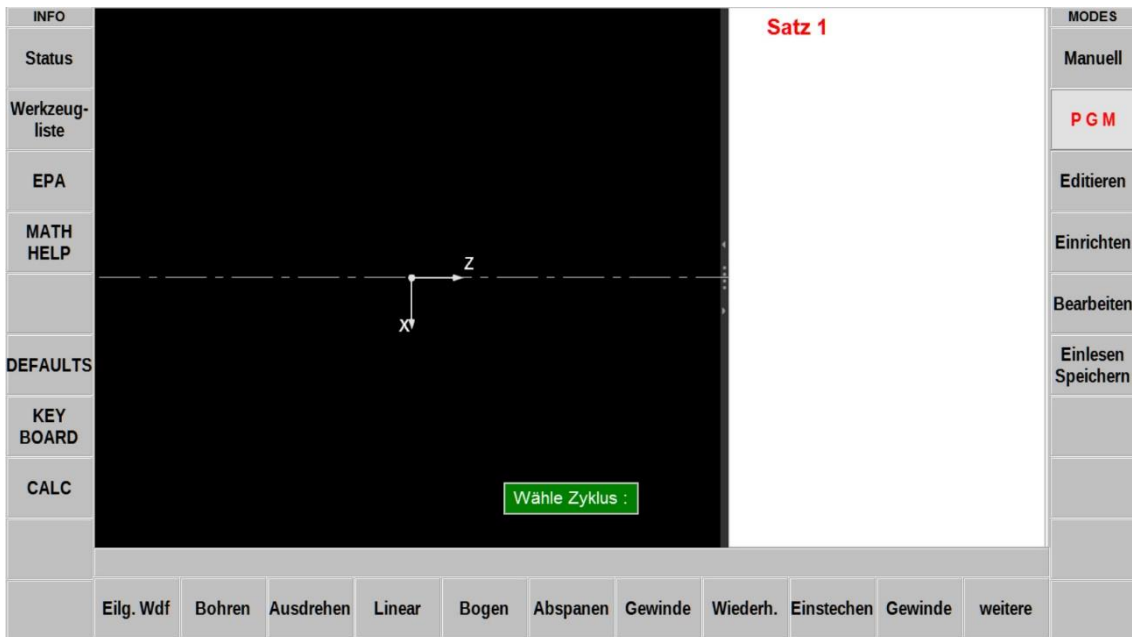 INFO
Status
Werkzeug-
liste
EPA
MATH
HELP
DEFAULTS
KEY
BOARD
CALC
Z
X
Wähle Zyklus :
Satz 1
MODES
Manuell
P G M
Editieren
Einrichten
Bearbeiten
Einlesen
Speichern
Eilg. Wdf
Bohren
Ausdrehen
Linear
Bogen
Abspanen
Gewinde
Wiederh.
Einstechen
Gewinde
weitere